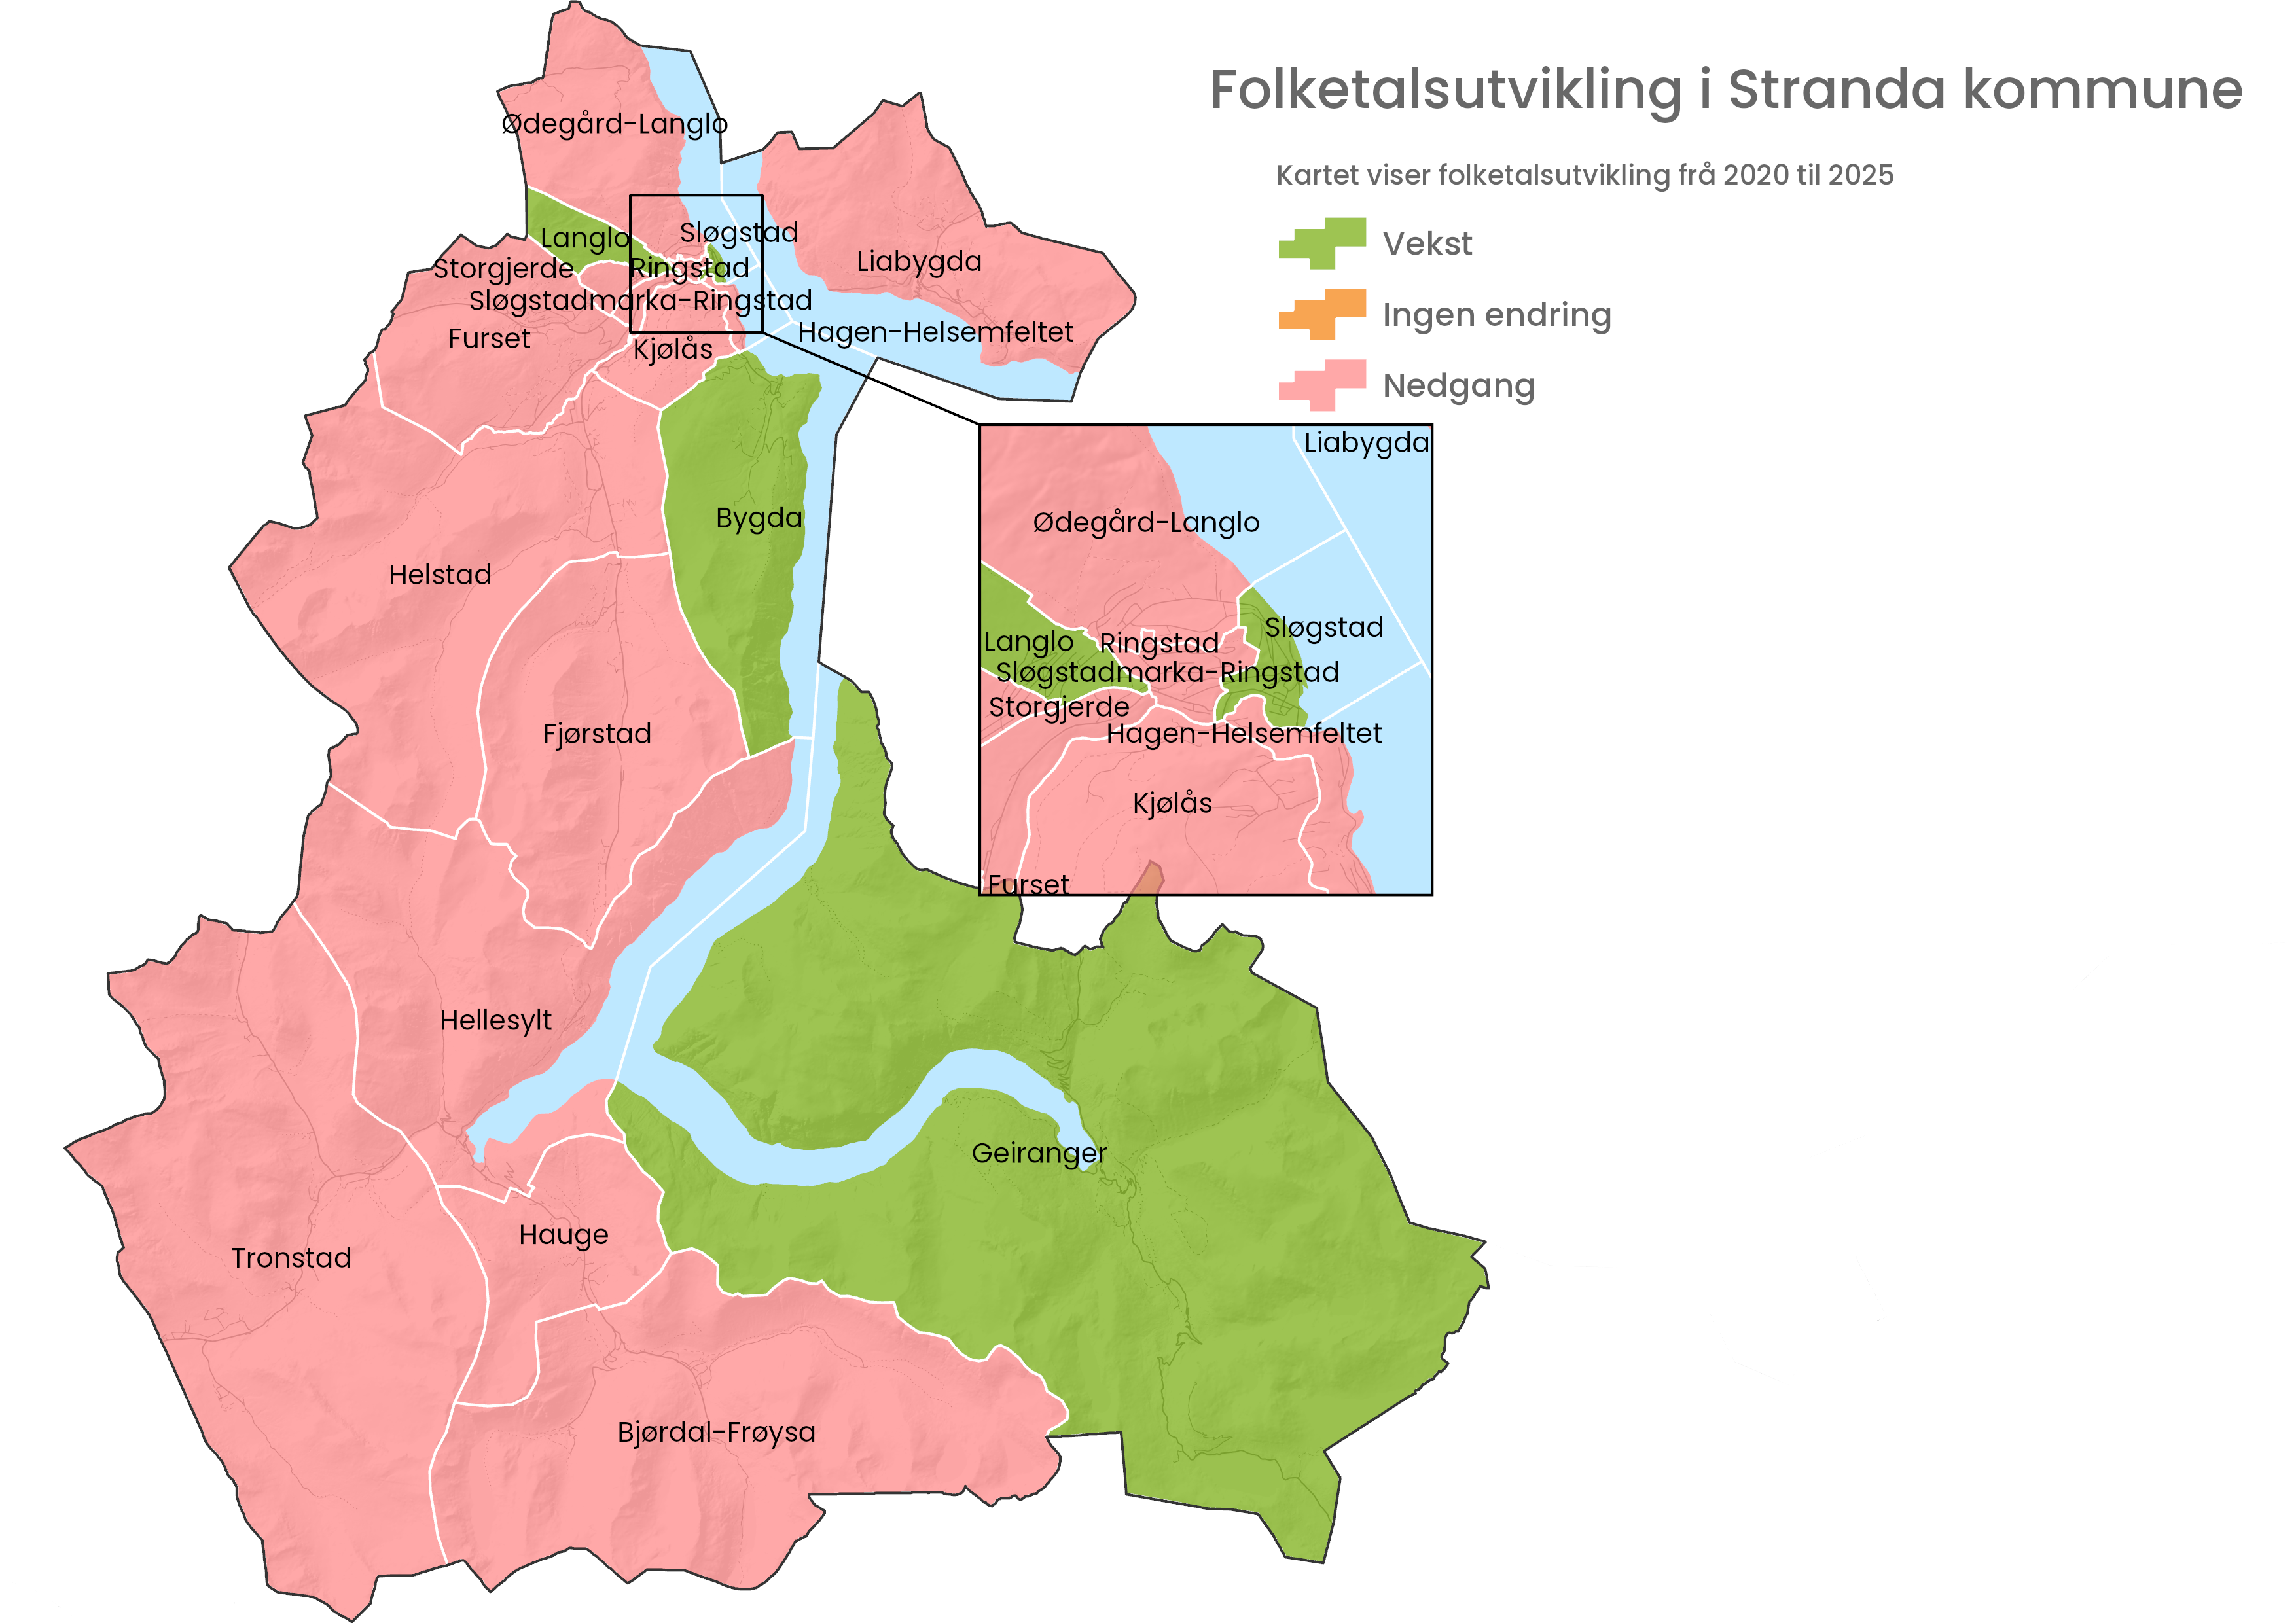 Folketalsutvikling i Stranda kommune
Kartet viser folketalsutvikling frå 2020 til 2025
Vekst
Ingen endring
Nedgang
Ødegård-Langlo
Sløgstad
Langlo
Liabygda
Storgjerde
Ringstad
Sløgstadmarka-Ringstad
Hagen-Helsemfeltet
Furset
Kjølås
Bygda
Helstad
Fjørstad
Hellesylt
Geiranger
Hauge
Tronstad
Bjørdal-Frøysa
Liabygda
Ødegård-Langlo
Sløgstad
Langlo
Ringstad
Sløgstadmarka-Ringstad
Storgjerde
Hagen-Helsemfeltet
Kjølås
Furset